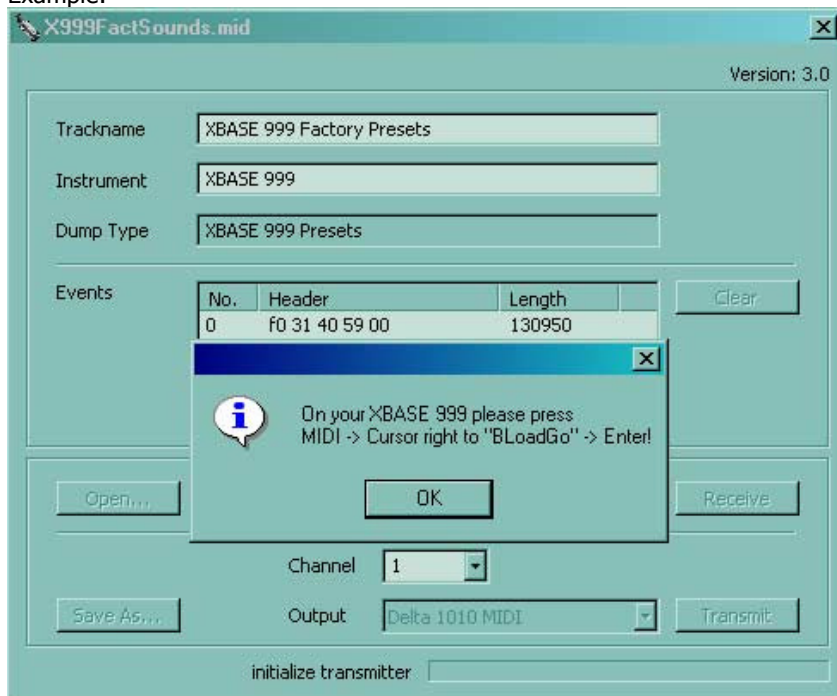 Example:
X999FactSounds.mid
Version: 3.0
Trackname XBASE 999 Factory Presets
Instrument XBASE 999
Dump Type XBASE 999 Presets
Events No. Header Length Clear
0 f0 31 40 59 00 130950
On your XBASE 999 please press
MIDI -> Cursor right to "BLoadGo" -> Enter!
OK
Open... Receive
Channel 1
Save As... Output Delta 1010 MIDI Transmit
initialize transmitter